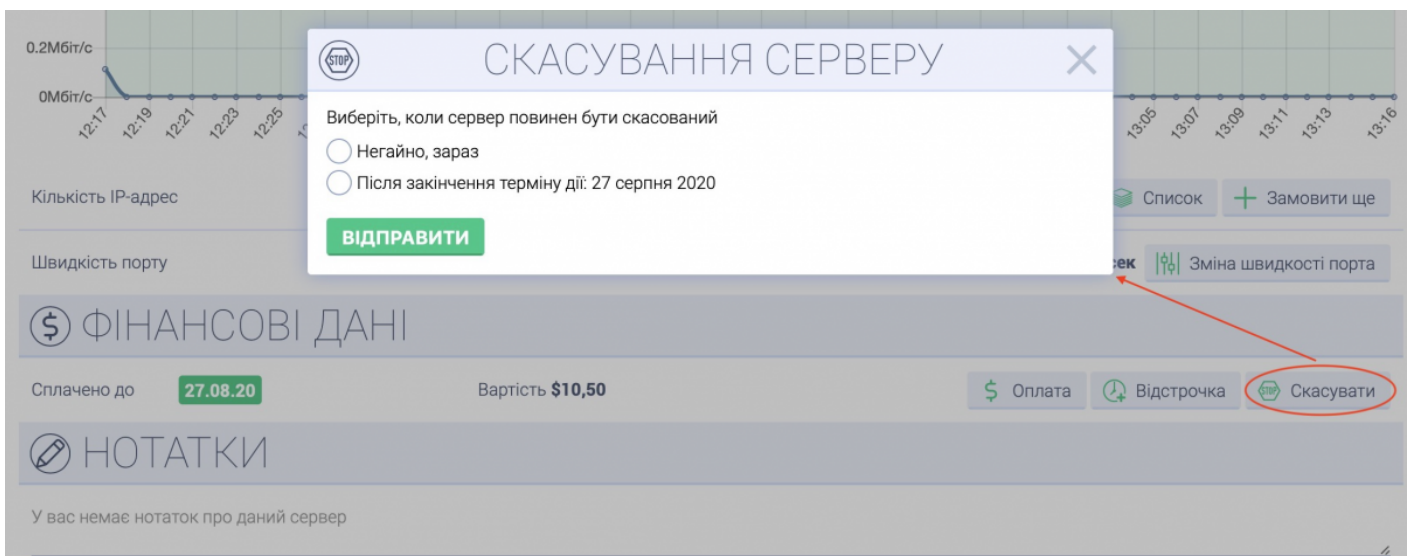 0.2Мбіт/с
0Мбіт/с
12:17
12:19
12:21
12:23
12:25
13:05
13:07
13:09
13:11
13:13
13:16
STOP
СКАСУВАННЯ СЕРВЕРУ
Виберіть, коли сервер повинен бути скасований
Негайно, зараз
Після закінчення терміну дії: 27 серпня 2020
ВІДПРАВИТИ
Кількість IP-адрес
Список
Замовити ще
Швидкість порту
Зміна швидкості порта
ФІНАНСОВІ ДАНІ
Сплачено до 27.08.20 Вартість $10,50 $ Оплата Відстрочка STOP Скасувати
НОТАТКИ
У вас немає нотаток про даний сервер